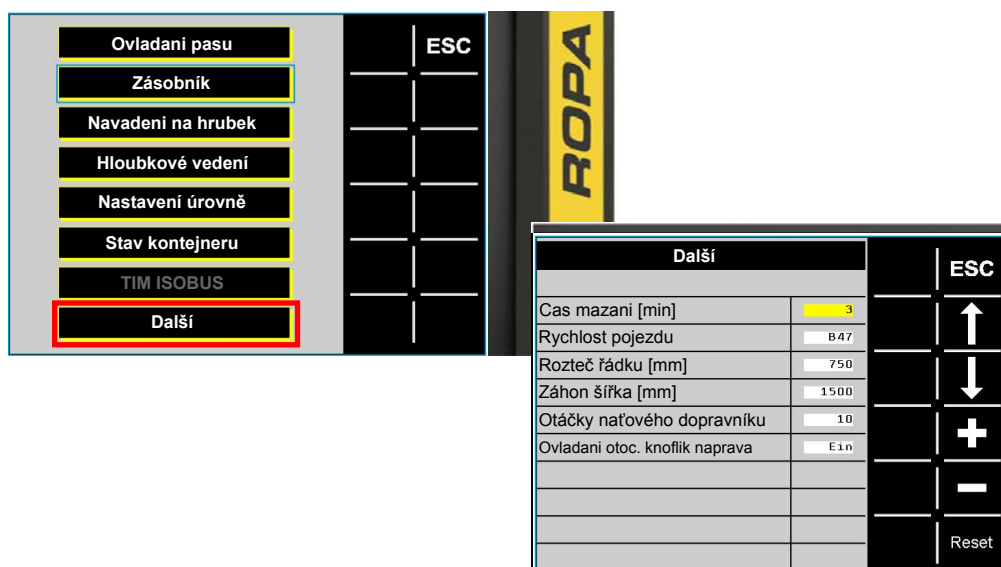 Ovladani pasu
ESC
Zásobník
Navadeni na hrubek
Hloubkové vedení
Nastavení úrovně
Stav kontejneru
TIM ISOBUS
Další
ROPA
Další
ESC
Cas mazani [min] 3
Rychlost pojezdu B47
Rozteč řádku [mm] 750
Záhon šířka [mm] 1500
Otáčky naťového dopravníku 10
Ovladani otoc. knoflik naprava Ein
Reset